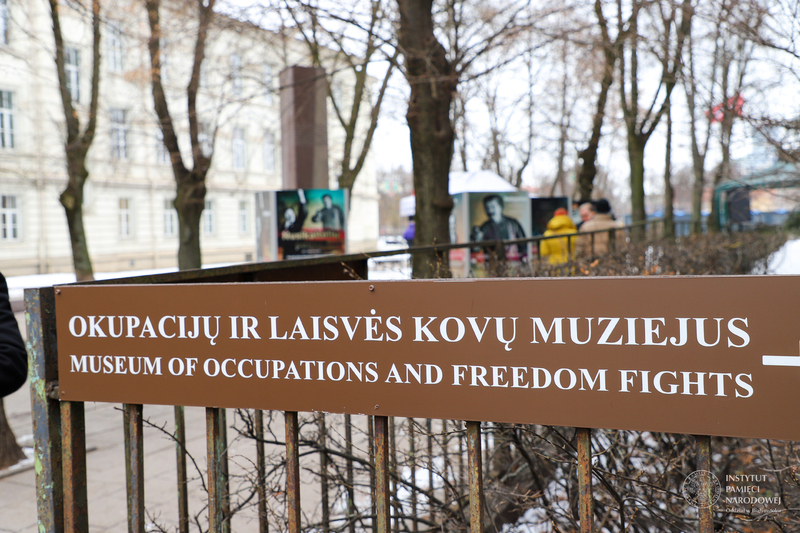 OKUPACIJŲ IR LAISVĖS KOVŲ MUZIEJUS
MUSEUM OF OCCUPATIONS AND FREEDOM FIGHTS
INSTYTUT
PAMIĘCI
NARODOWEJ